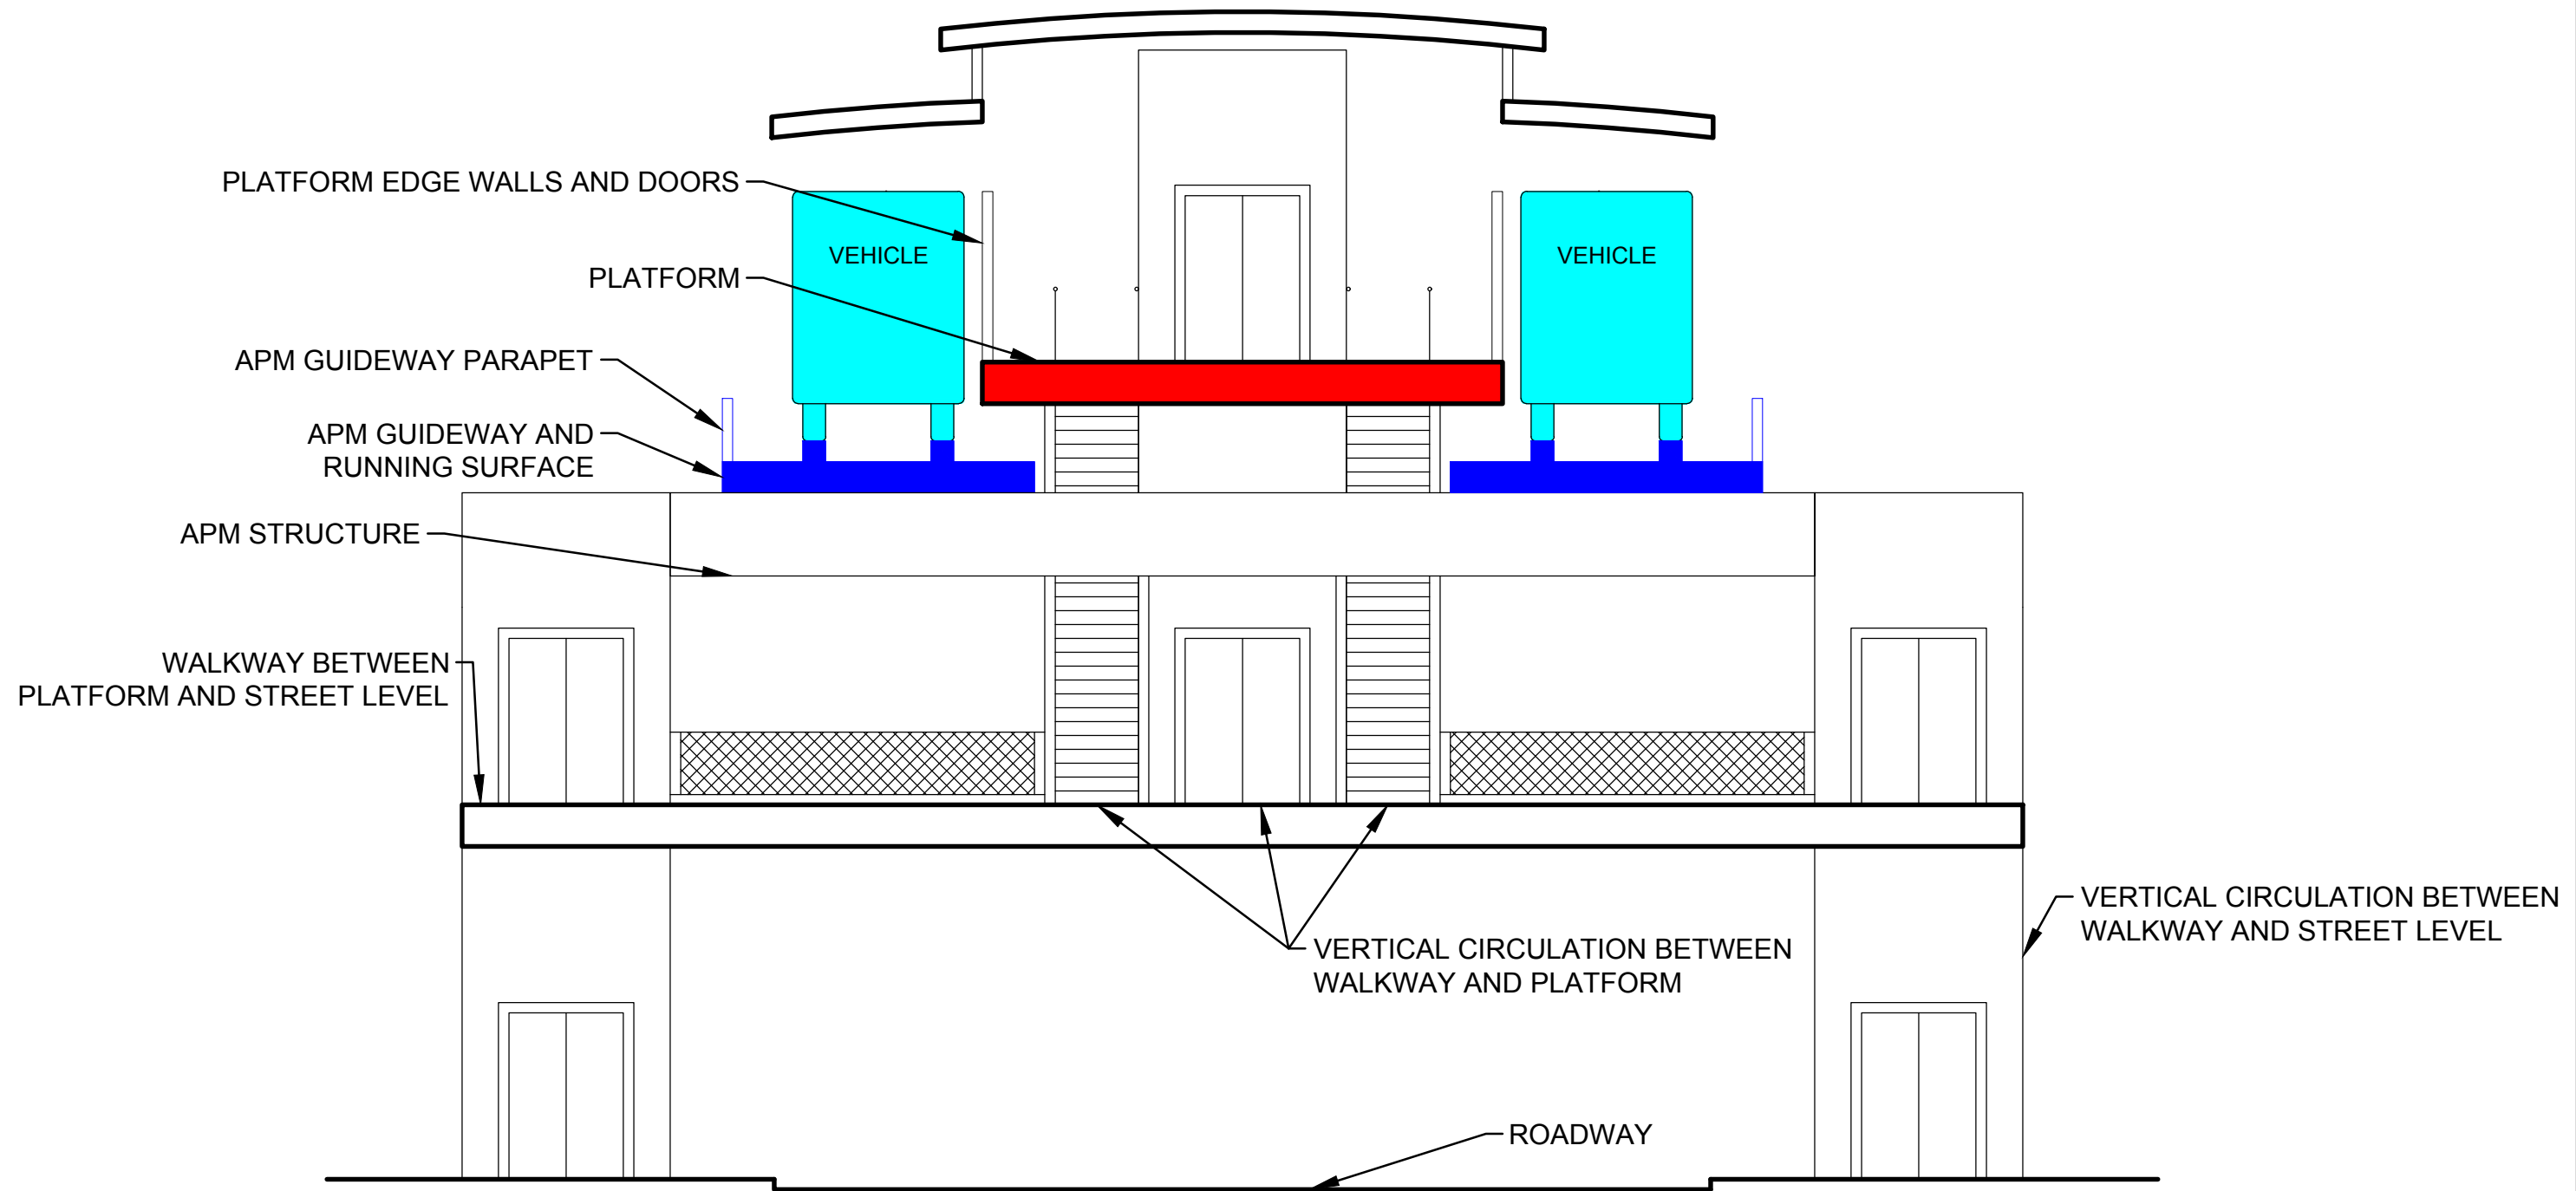 PLATFORM EDGE WALLS AND DOORS
VEHICLE
VEHICLE
PLATFORM
APM GUIDEWAY PARAPET
APM GUIDEWAY AND
RUNNING SURFACE
APM STRUCTURE
WALKWAY BETWEEN
PLATFORM AND STREET LEVEL
VERTICAL CIRCULATION BETWEEN
WALKWAY AND STREET LEVEL
VERTICAL CIRCULATION BETWEEN
WALKWAY AND PLATFORM
ROADWAY